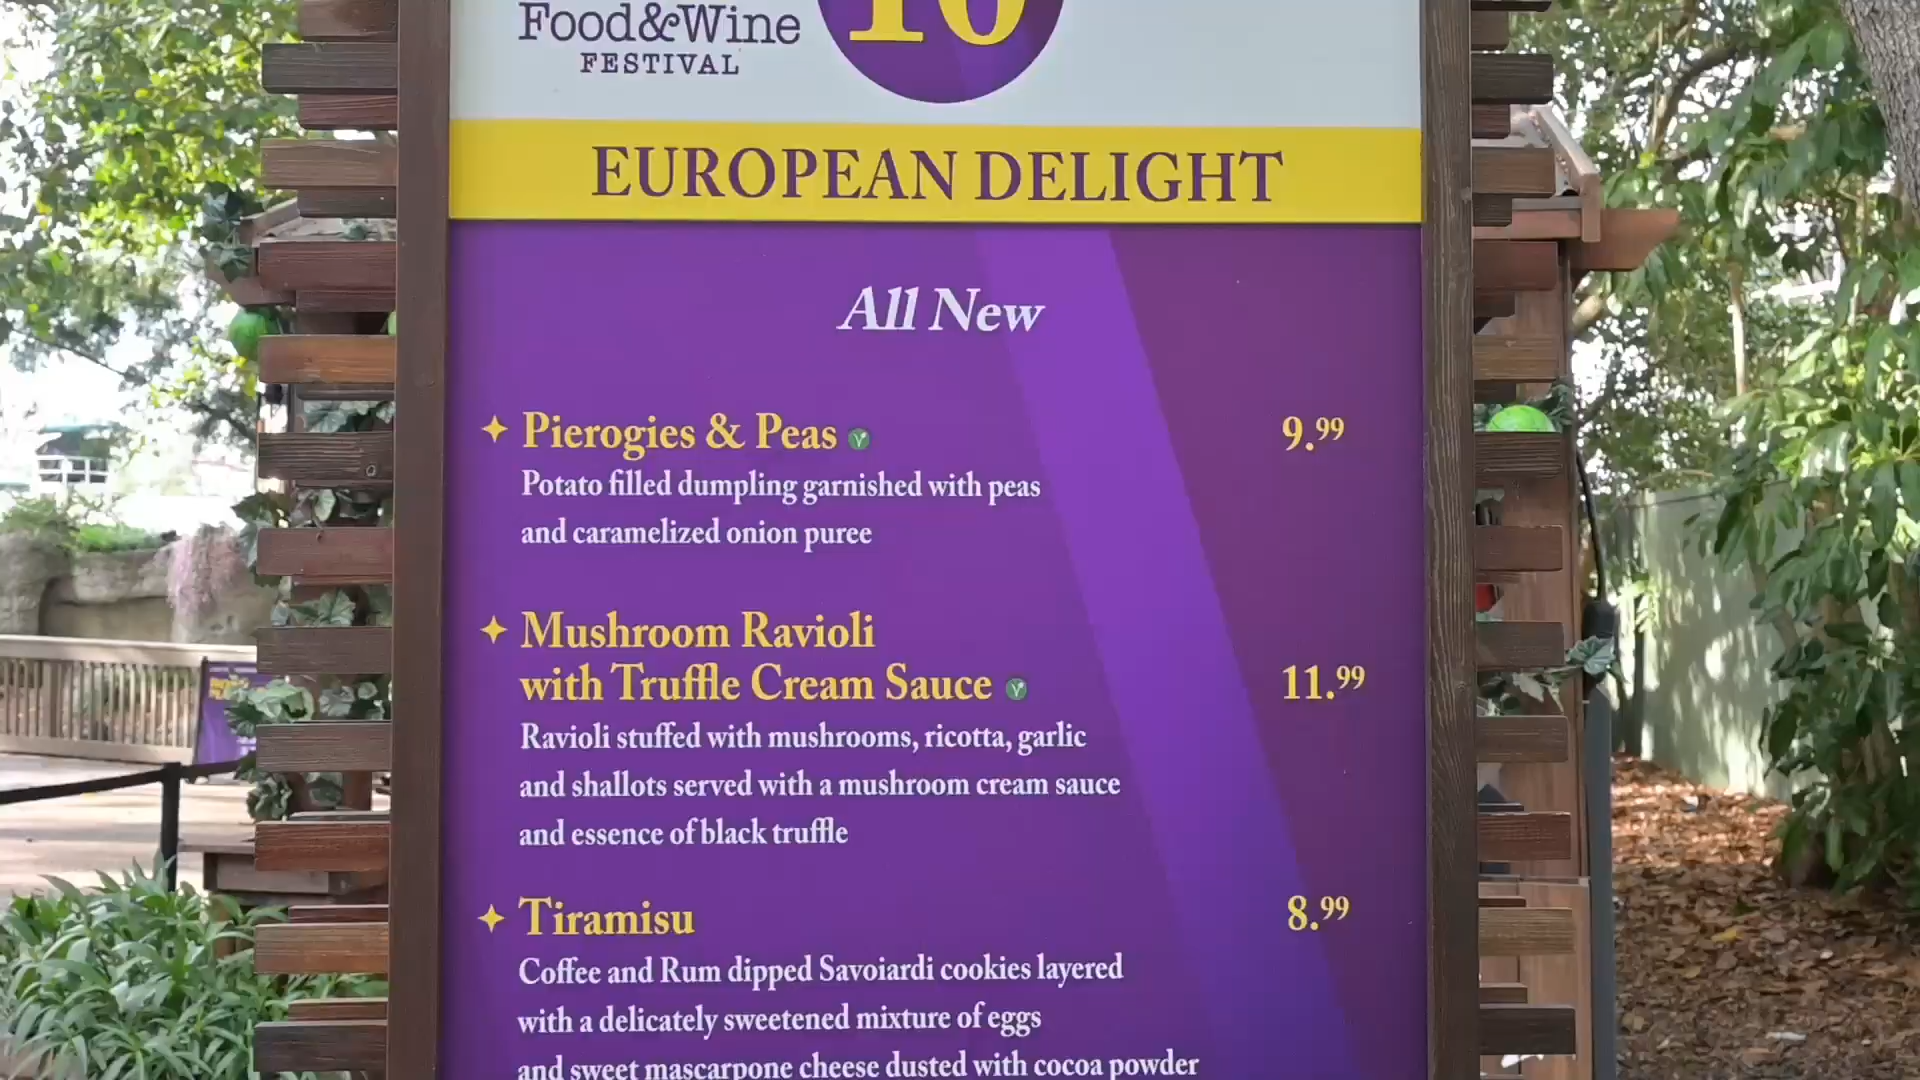 Food&Wine
FESTIVAL
10
EUROPEAN DELIGHT
All New
Pierogies & Peas 9.99
Potato filled dumpling garnished with peas
and caramelized onion puree
Mushroom Ravioli
with Truffle Cream Sauce 11.99
Ravioli stuffed with mushrooms, ricotta, garlic
and shallots served with a mushroom cream sauce
and essence of black truffle
Tiramisu 8.99
Coffee and Rum dipped Savoiardi cookies layered
with a delicately sweetened mixture of eggs
and sweet mascarpone cheese dusted with cocoa powder